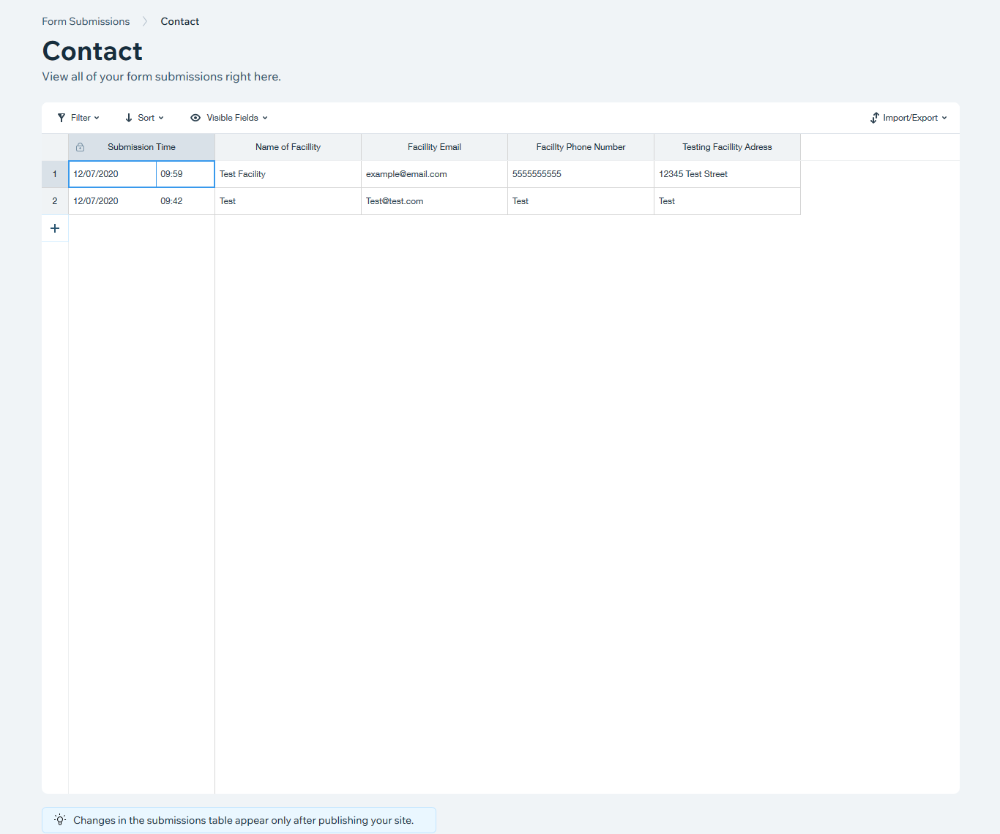 Form Submissions > Contact
Contact
View all of your form submissions right here.
Filter Sort Visible Fields Import/Export
Submission Time Name of Facillity Facillity Email Facillty Phone Number Testing Facillity Adress
1 12/07/2020 09:59 Test Facility example@email.com 5555555555 12345 Test Street
2 12/07/2020 09:42 Test Test@test.com Test Test
+
Changes in the submissions table appear only after publishing your site.